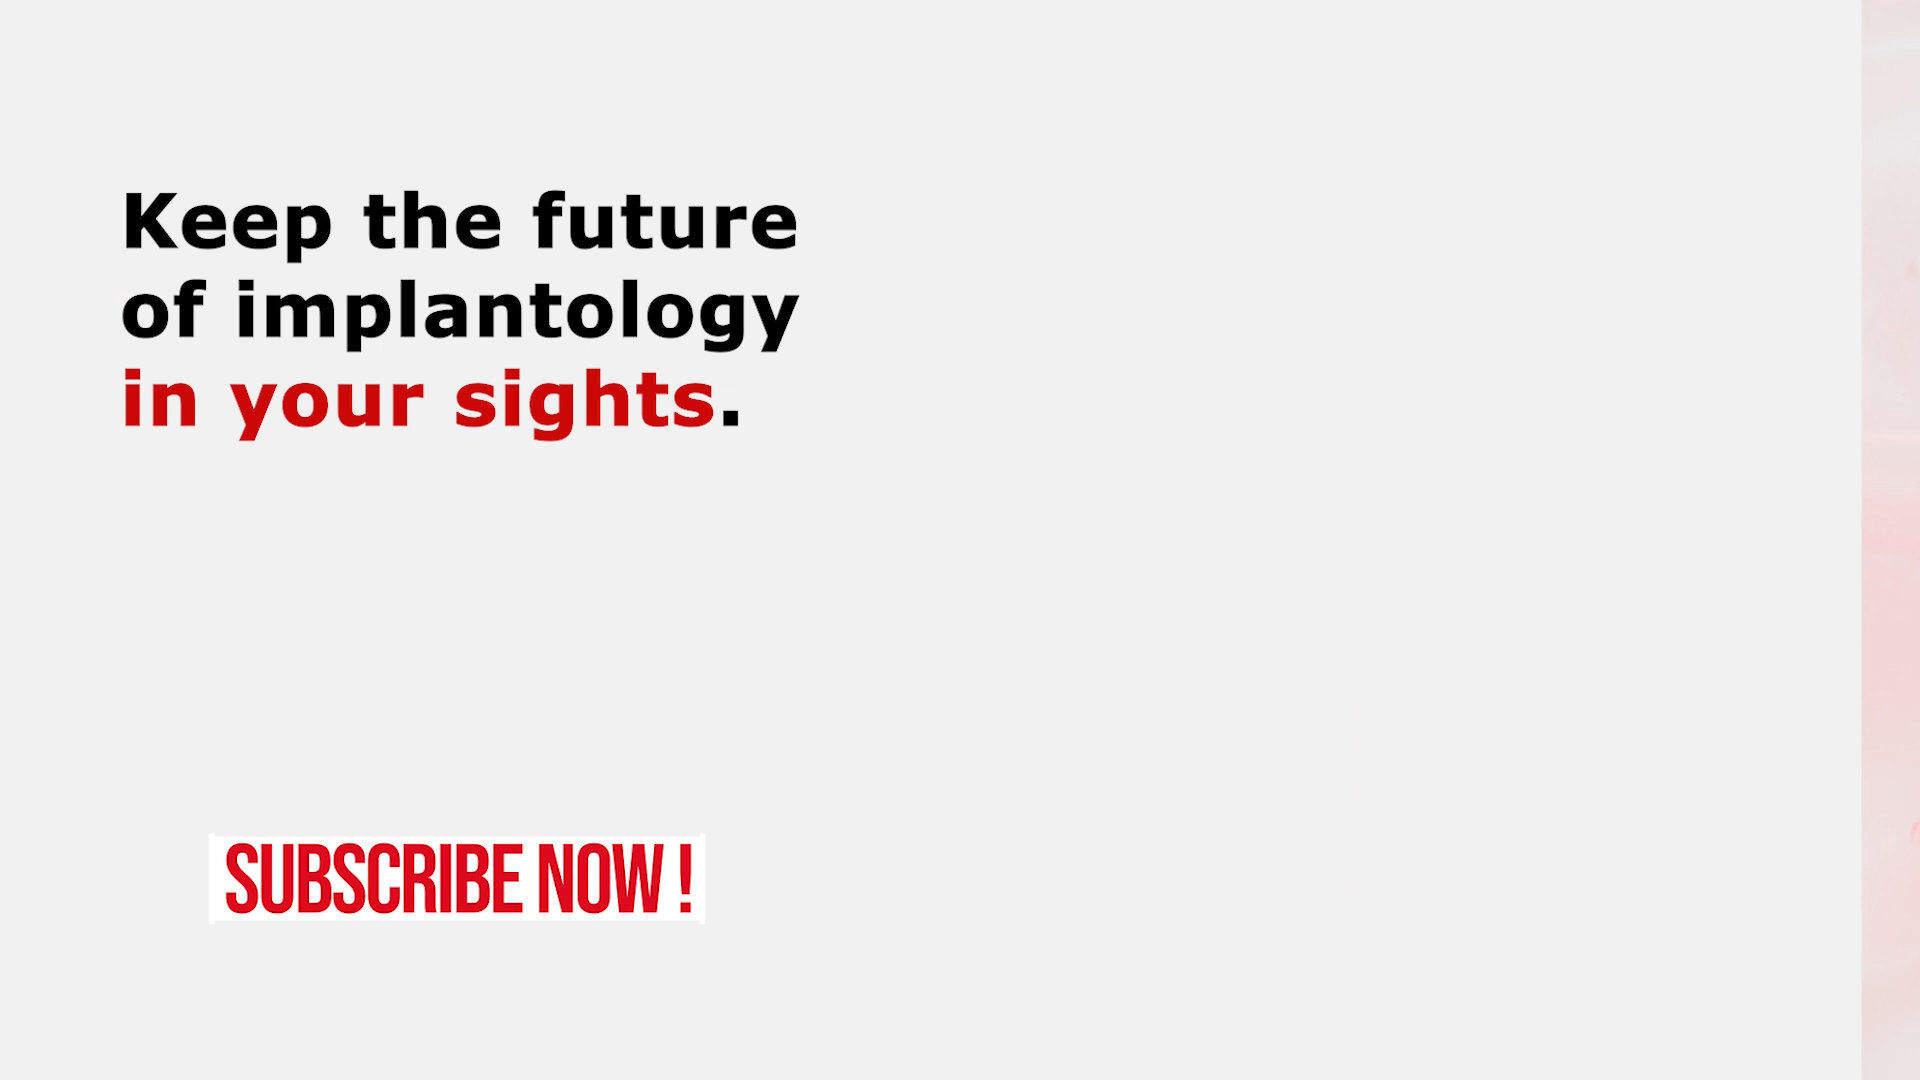 Keep the future
of implantology
in your sights.
SUBSCRIBE NOW !